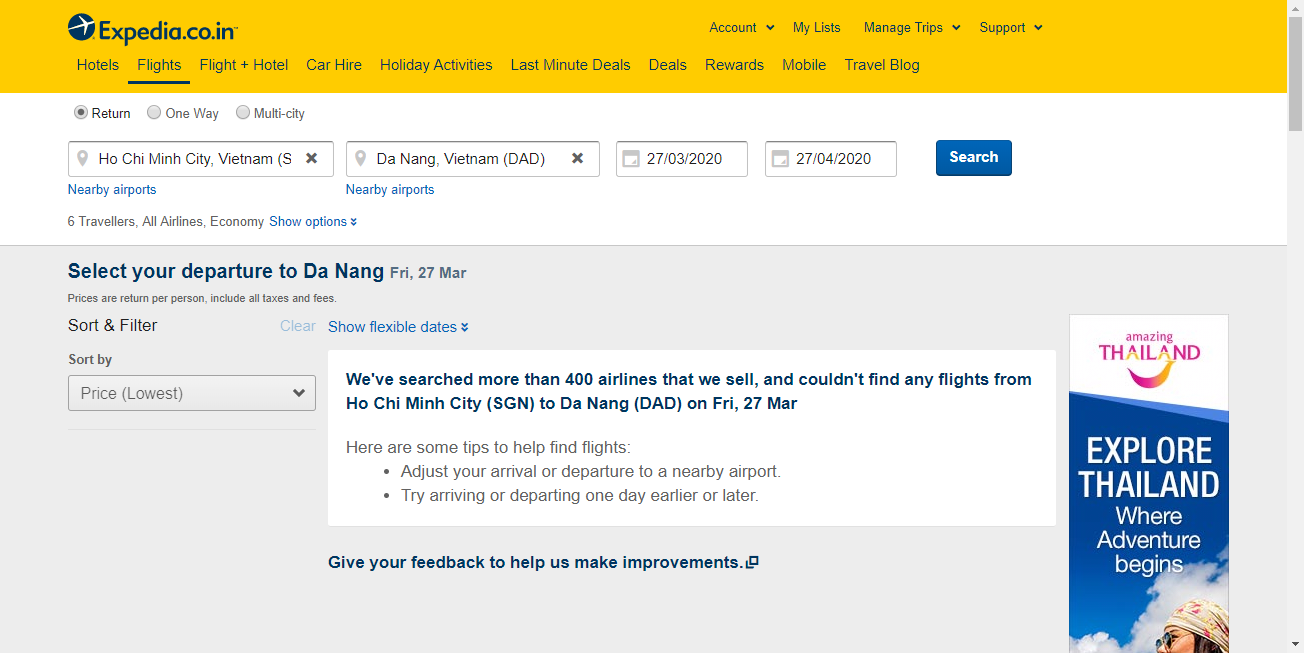 Expedia.co.in
Account My Lists Manage Trips Support
Hotels Flights Flight + Hotel Car Hire Holiday Activities Last Minute Deals Deals Rewards Mobile Travel Blog
Return One Way Multi-city
Ho Chi Minh City, Vietnam (S Da Nang, Vietnam (DAD) 27/03/2020 27/04/2020 Search
Nearby airports Nearby airports
6 Travellers, All Airlines, Economy Show options
Select your departure to Da Nang Fri, 27 Mar
Prices are return per person, include all taxes and fees.
Sort & Filter Clear Show flexible dates
Sort by
Price (Lowest)
We've searched more than 400 airlines that we sell, and couldn't find any flights from
Ho Chi Minh City (SGN) to Da Nang (DAD) on Fri, 27 Mar
Here are some tips to help find flights:
• Adjust your arrival or departure to a nearby airport.
• Try arriving or departing one day earlier or later.
Give your feedback to help us make improvements.
amazing
THAILAND
EXPLORE
THAILAND
Where
Adventure
begins